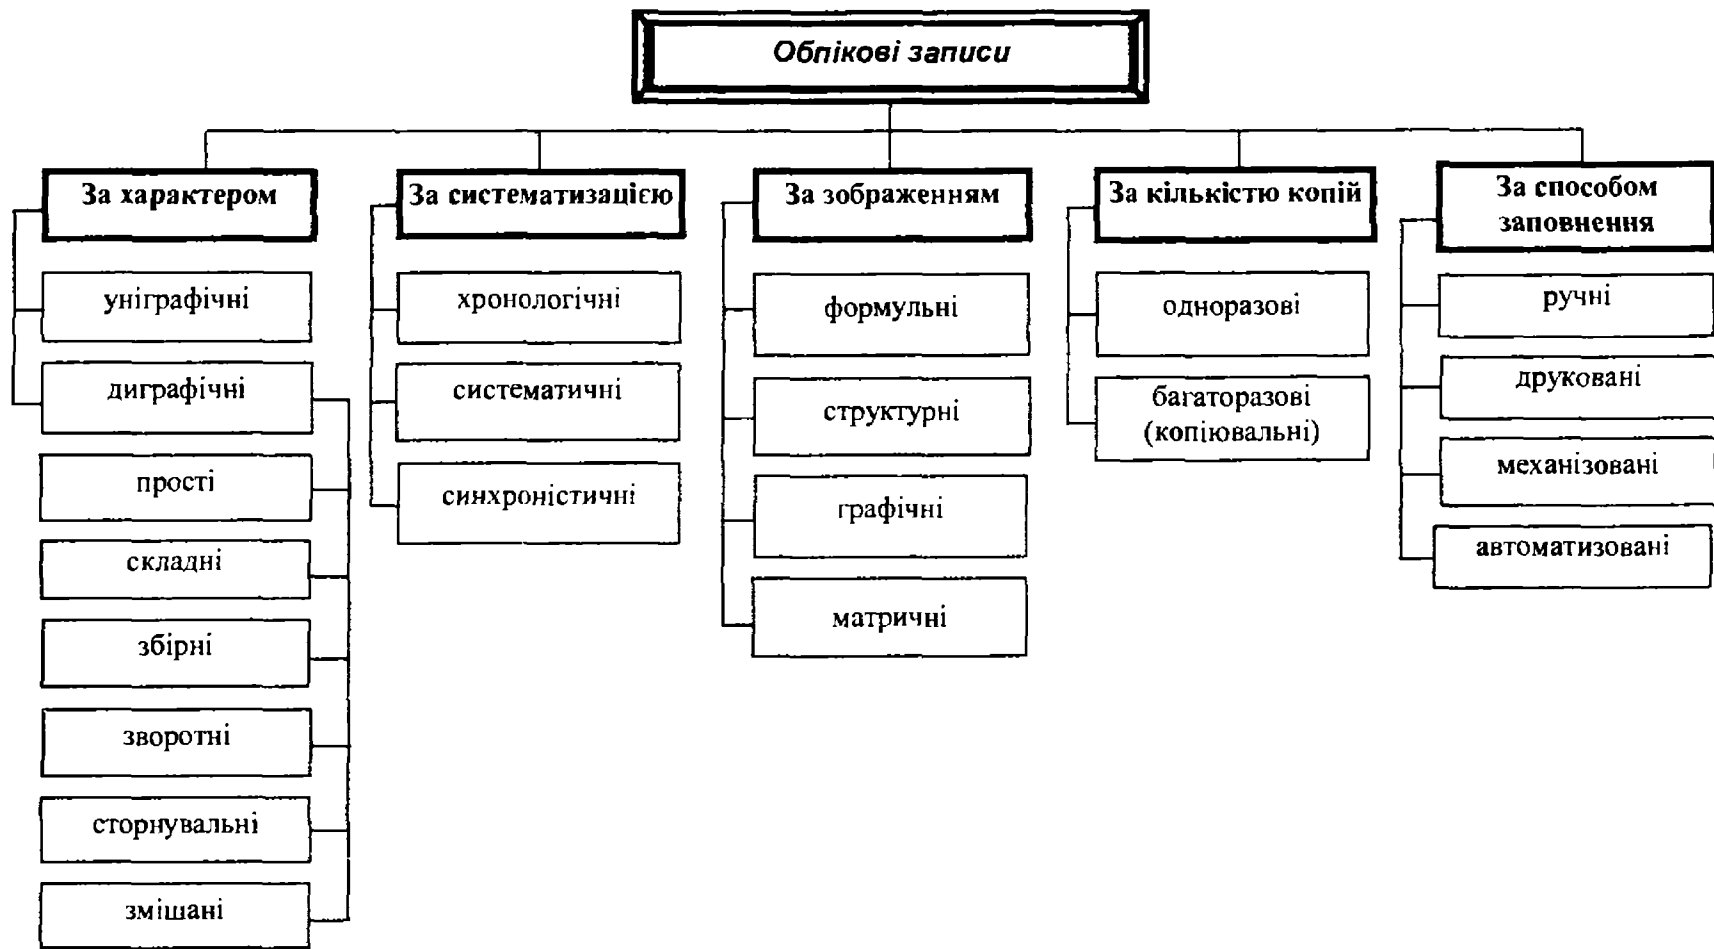 Облікові записи
За характером
уніграфічні
диграфічні
прості
складні
збірні
зворотні
сторнувальні
змішані
За систематизацією
хронологічні
систематичні
синхроністичні
За зображенням
формульні
структурні
графічні
матричні
За кількістю копій
одноразові
багаторазові
(копіювальні)
За способом
заповнення
ручні
друковані
механізовані
автоматизовані